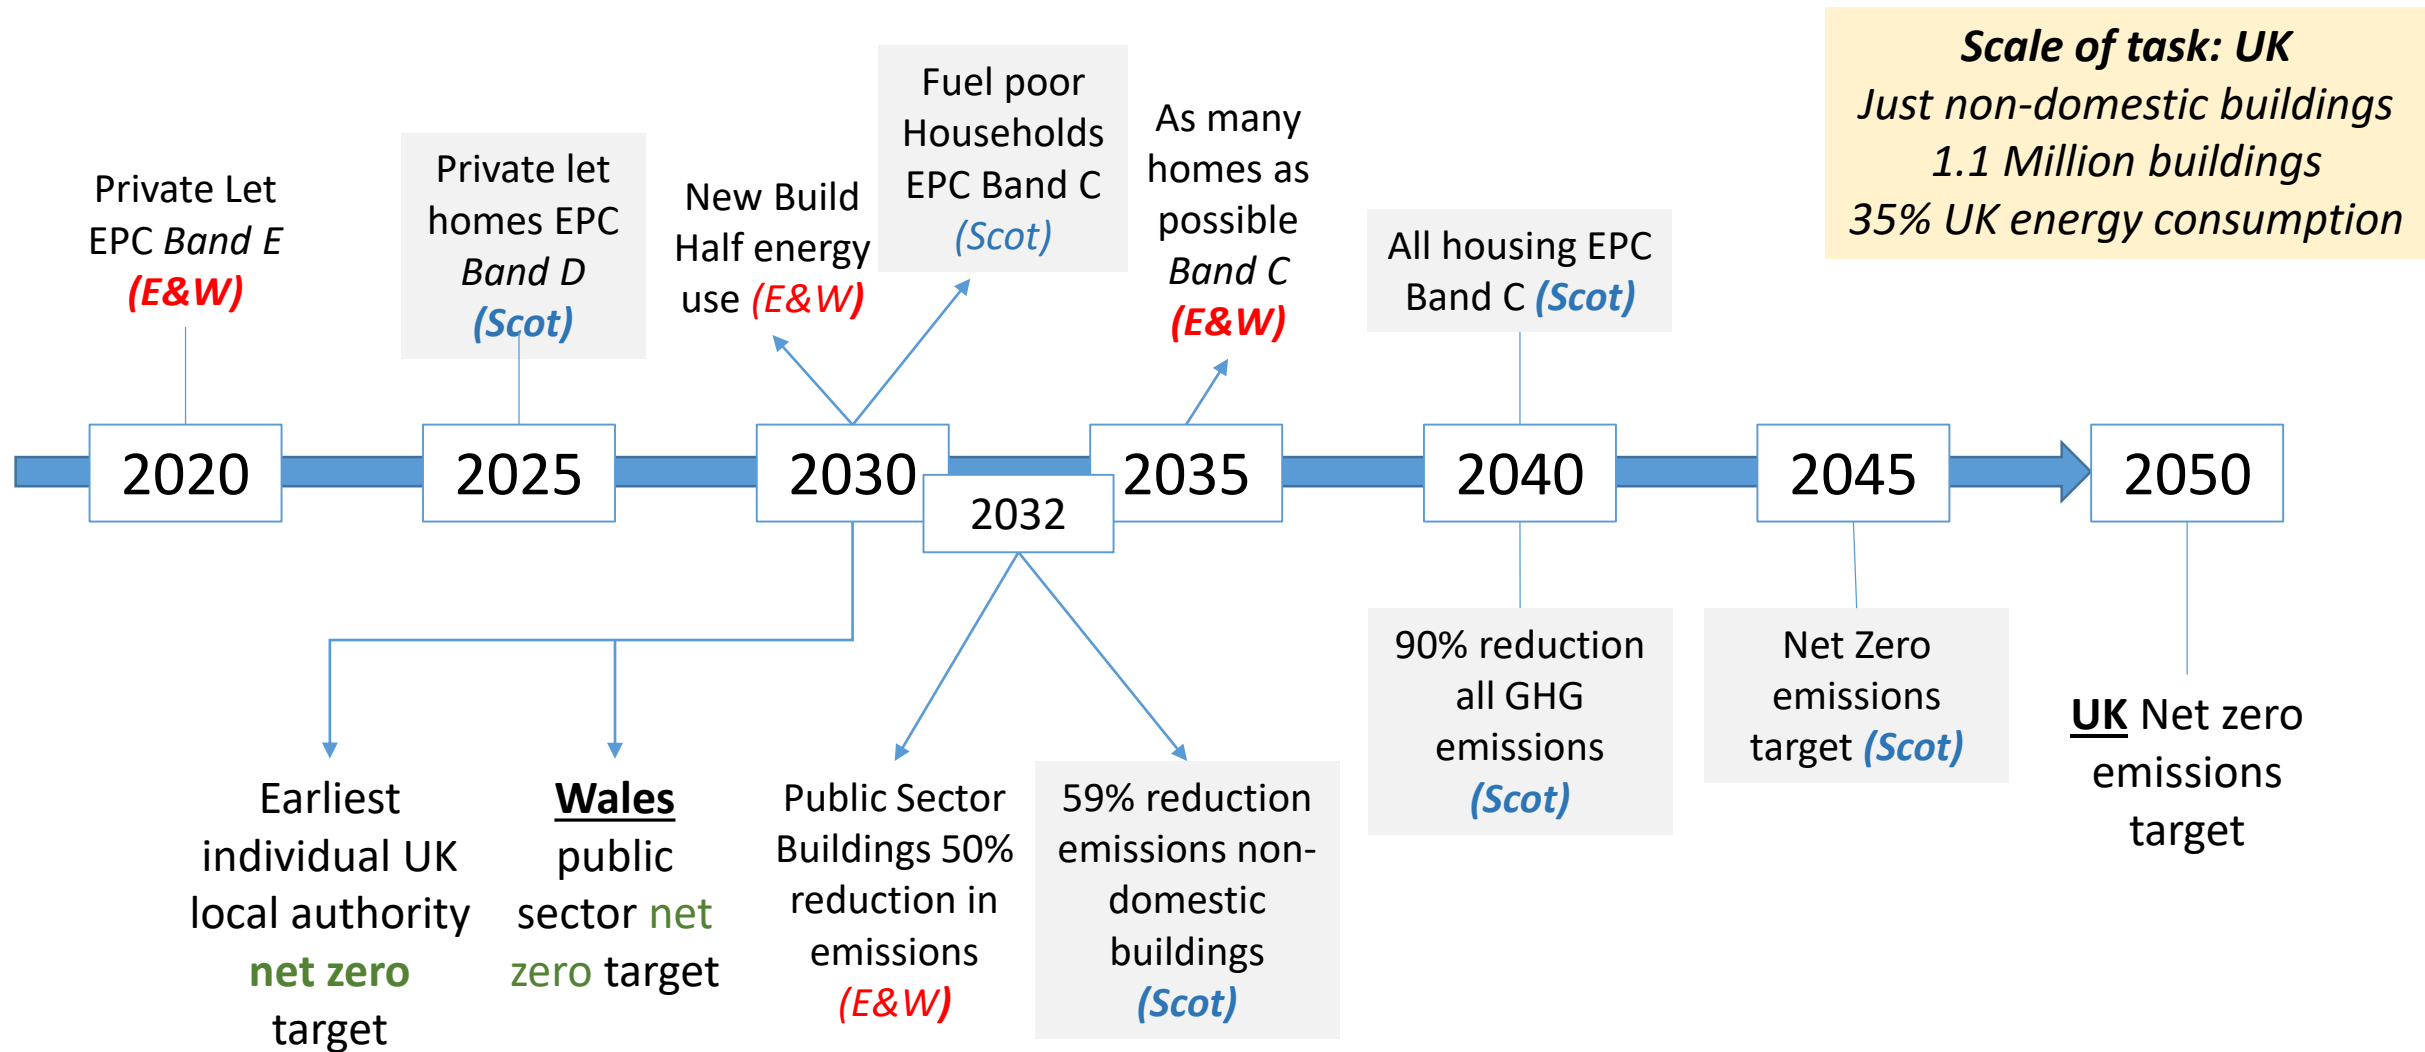 Scale of task: UK
Just non-domestic buildings
1.1 Million buildings
35% UK energy consumption
Private Let
EPC Band E
(E&W)
Private let
homes EPC
Band D
(Scot)
New Build
Half energy
use (E&W)
Fuel poor
Households
EPC Band C
(Scot)
As many
homes as
possible
Band C
(E&W)
All housing EPC
Band C (Scot)
2020
2025
2030
2032
2035
2040
2045
2050
Earliest
individual UK
local authority
net zero
target
Wales
public
sector net
zero target
Public Sector
Buildings 50%
reduction in
emissions
(E&W)
59% reduction
emissions non-
domestic
buildings
(Scot)
90% reduction
all GHG
emissions
(Scot)
Net Zero
emissions
target (Scot)
UK Net zero
emissions
target